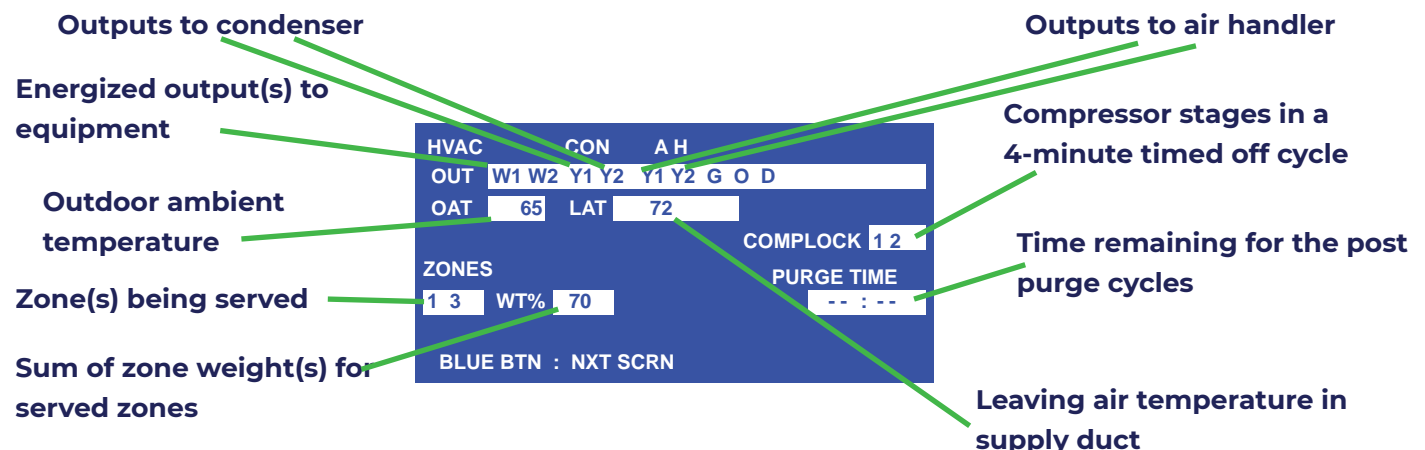 Outputs to condenser
Outputs to air handler
Energized output(s) to
equipment
Compressor stages in a
4-minute timed off cycle
HVAC CON A H
OUT W1 W2 Y1 Y2 Y1 Y2 G O D
OAT 65 LAT 72
Outdoor ambient
temperature
COMPLOCK 1 2
Time remaining for the post
purge cycles
ZONES PURGE TIME
1 3 WT% 70 -- : --
Zone(s) being served
Sum of zone weight(s) for
served zones
BLUE BTN : NXT SCRN
Leaving air temperature in
supply duct